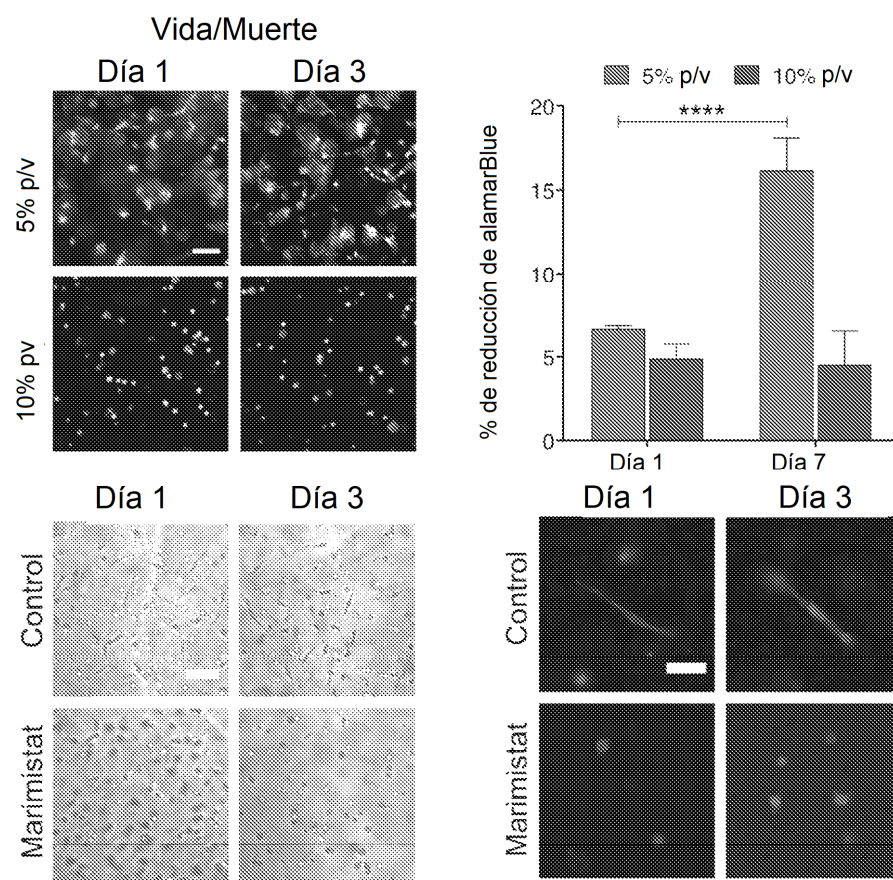 Vida/Muerte
Día 1 Día 3
5% p/v
10% pv
5% p/v 10% p/v
****
% de reducción de alamarBlue
20
15
10
5
0
Día 1 Día 7
Día 1 Día 3
Control
Marimistat
Día 1 Día 3
Control
Marimistat